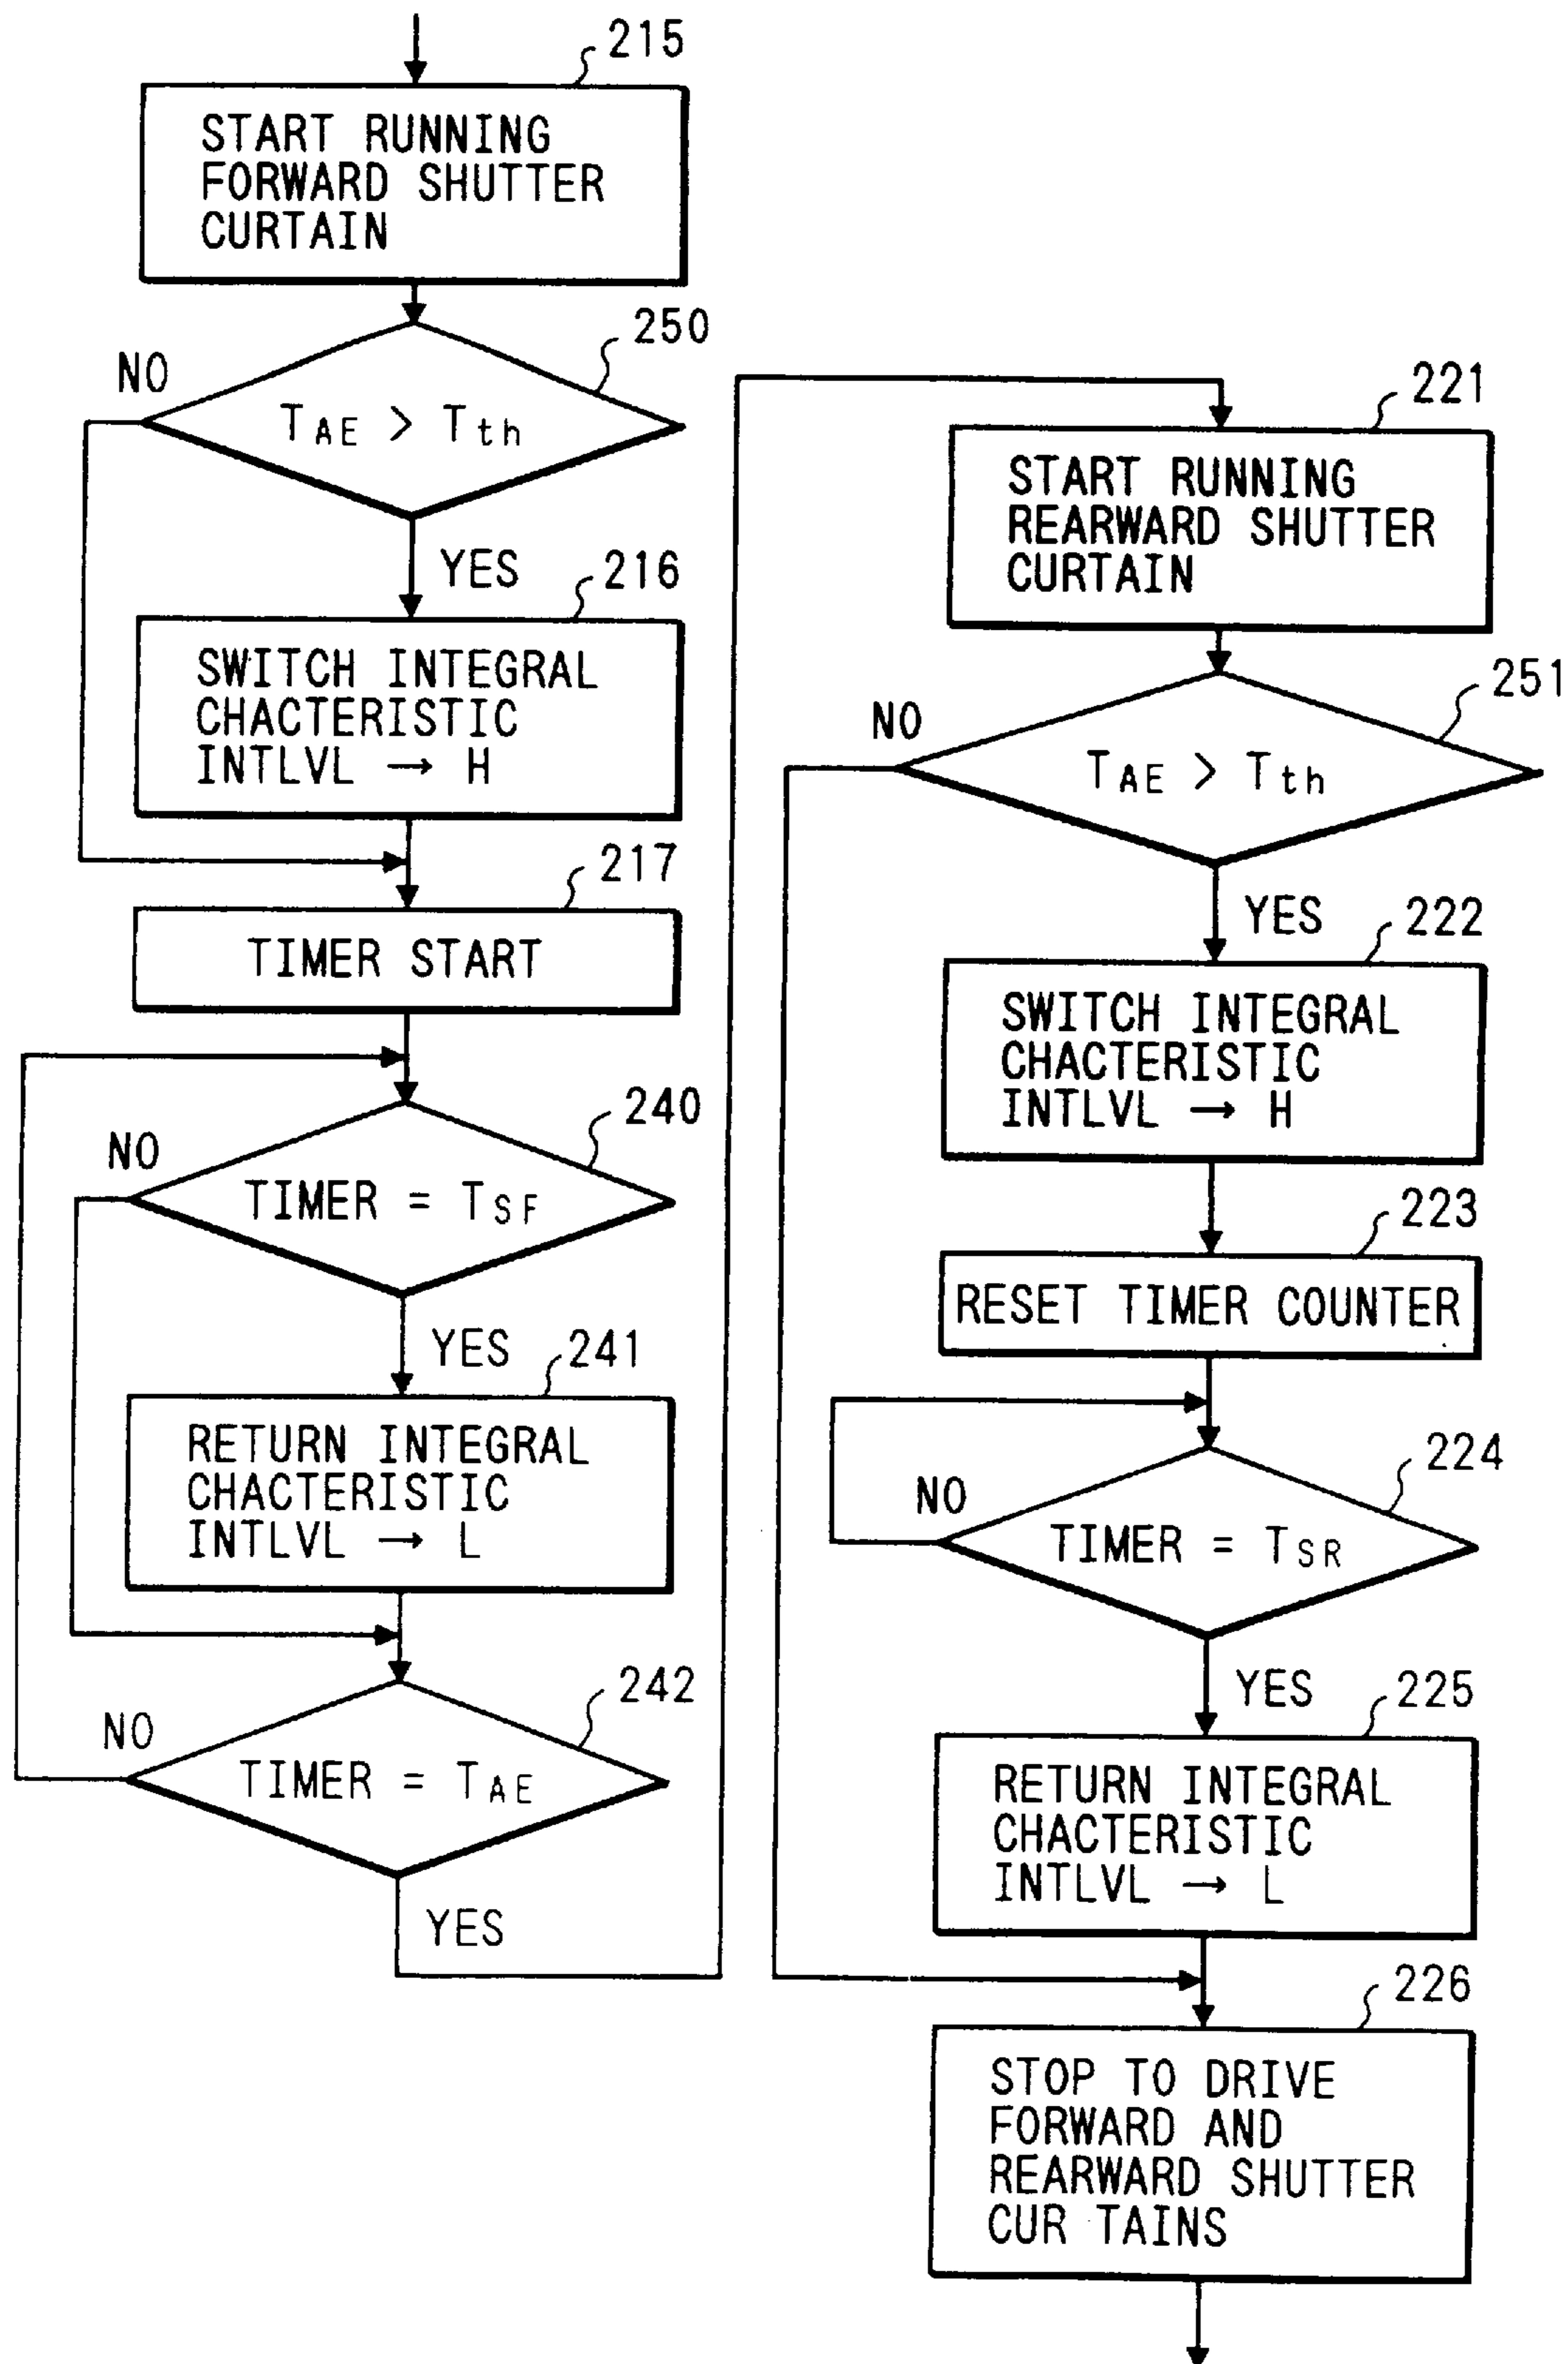 215
START RUNNING
FORWARD SHUTTER
CURTAIN
250
NO
TAE > Tth
YES
216
SWITCH INTEGRAL
CHACTERISTIC
INTLVL → H
217
TIMER START
240
NO
TIMER = TSF
YES
241
RETURN INTEGRAL
CHACTERISTIC
INTLVL → L
242
NO
TIMER = TAE
YES
221
START RUNNING
REARWARD SHUTTER
CURTAIN
251
NO
TAE > Tth
YES
222
SWITCH INTEGRAL
CHACTERISTIC
INTLVL → H
223
RESET TIMER COUNTER
224
NO
TIMER = TSR
YES
225
RETURN INTEGRAL
CHACTERISTIC
INTLVL → L
226
STOP TO DRIVE
FORWARD AND
REARWARD SHUTTER
CUR TAINS